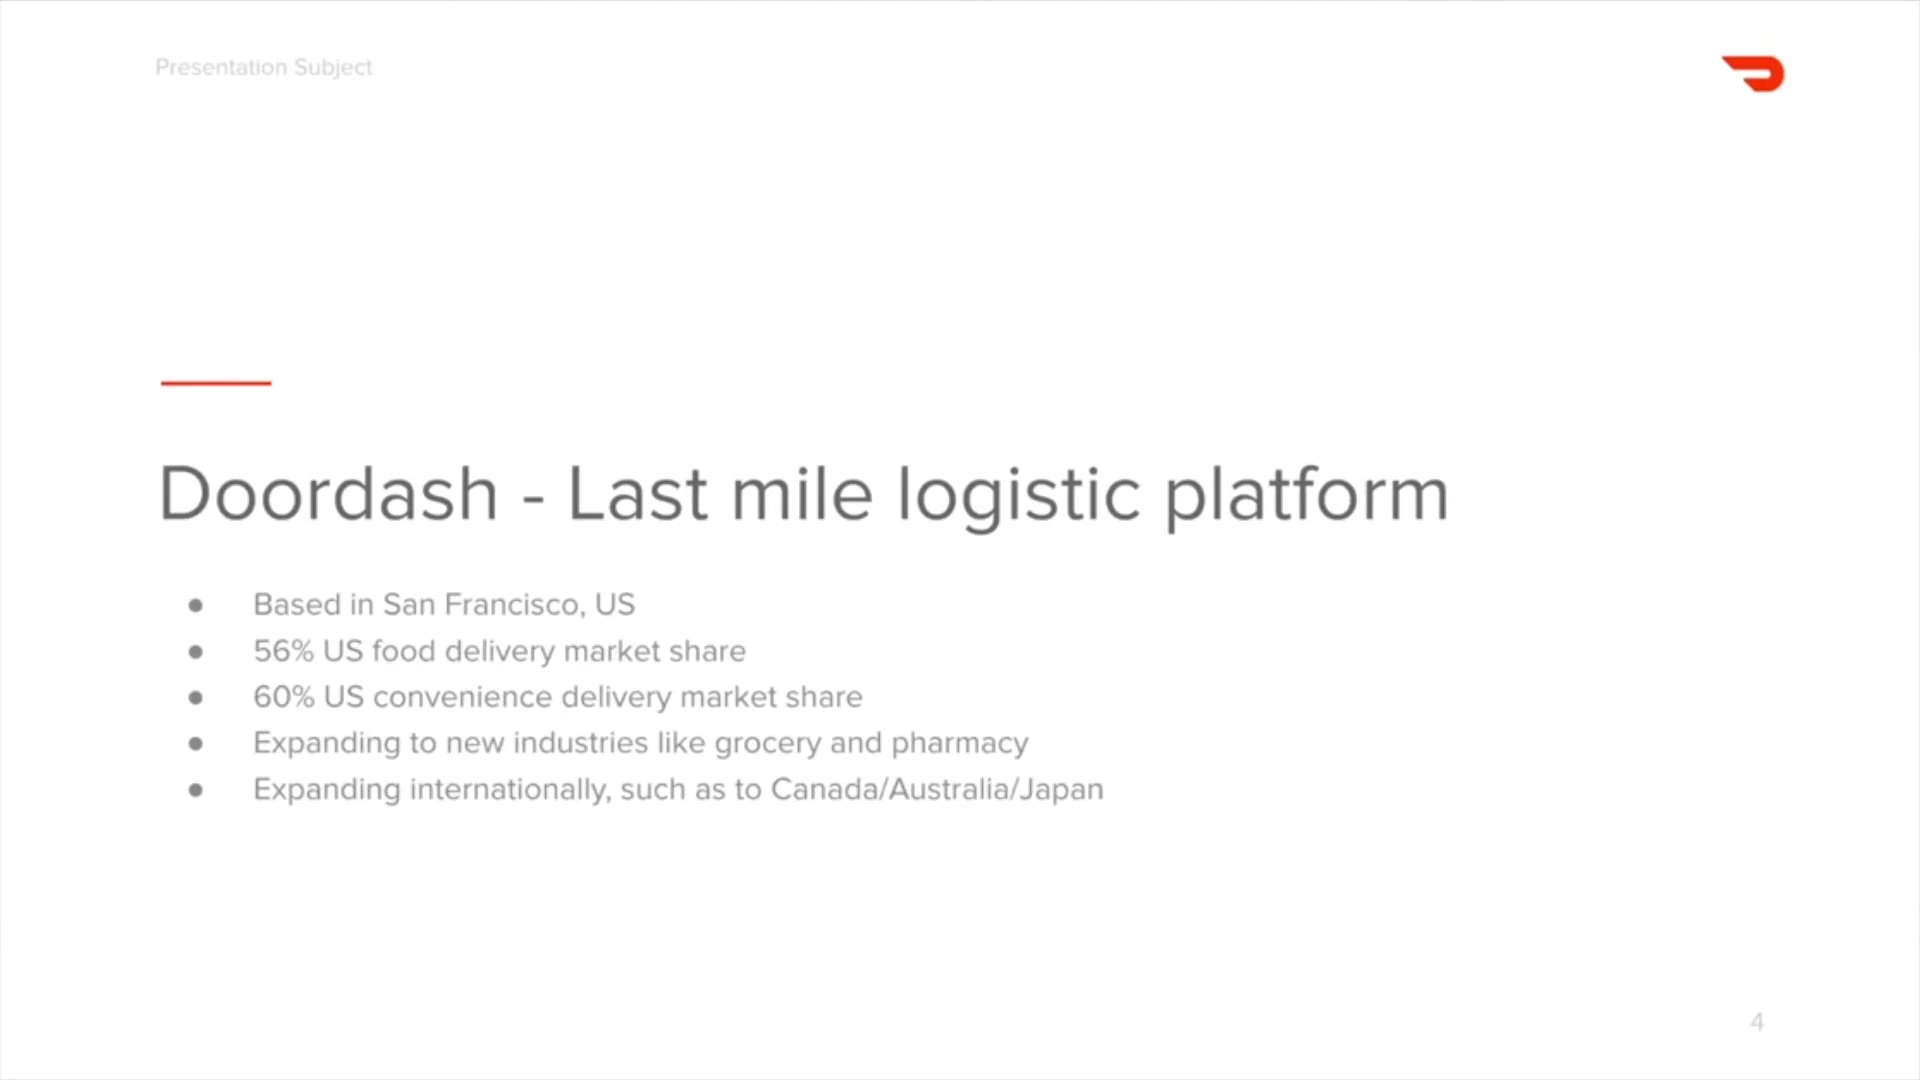 Presentation Subject
Doordash - Last mile logistic platform
● Based in San Francisco, US
● 56% US food delivery market share
● 60% US convenience delivery market share
● Expanding to new industries like grocery and pharmacy
● Expanding internationally, such as to Canada/Australia/Japan
4